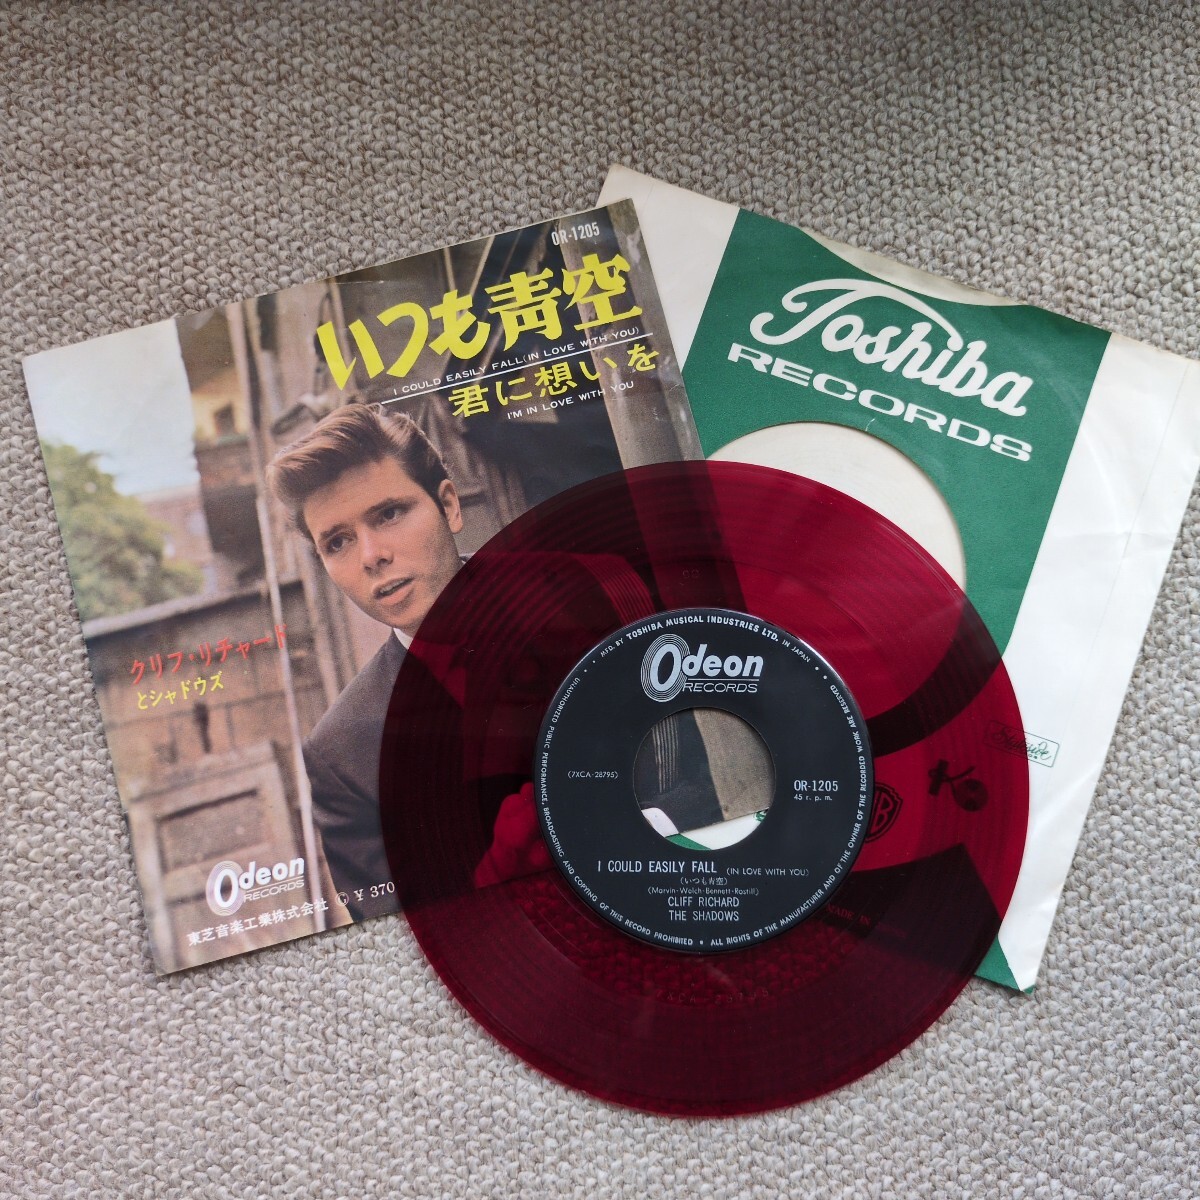 OR-1205
いつも青空
I COULD EASILY FALL (IN LOVE WITH YOU)
君に想いを
I'M IN LOVE WITH YOU
クリフ・リチャード
とシャドウズ
Odeon
RECORDS
東芝音楽工業株式会社 Ⓒ ¥370
Toshiba
RECORDS
MFD. BY TOSHIBA MUSICAL INDUSTRIES LTD. IN JAPAN
Odeon
RECORDS
(7XCA-28795)
OR-1205
45 r. p. m.
I COULD EASILY FALL (IN LOVE WITH YOU)
(いつも青空)
(Marvin-Welch-Bennett-Rostill)
CLIFF RICHARD
THE SHADOWS
UNAUTHORIZED PUBLIC PERFORMANCE, BROADCASTING AND COPYING OF THIS RECORD PROHIBITED • ALL RIGHTS OF THE MANUFACTURER AND OF THE OWNER OF THE RECORDED WORK ARE RESERVED
MADE IN